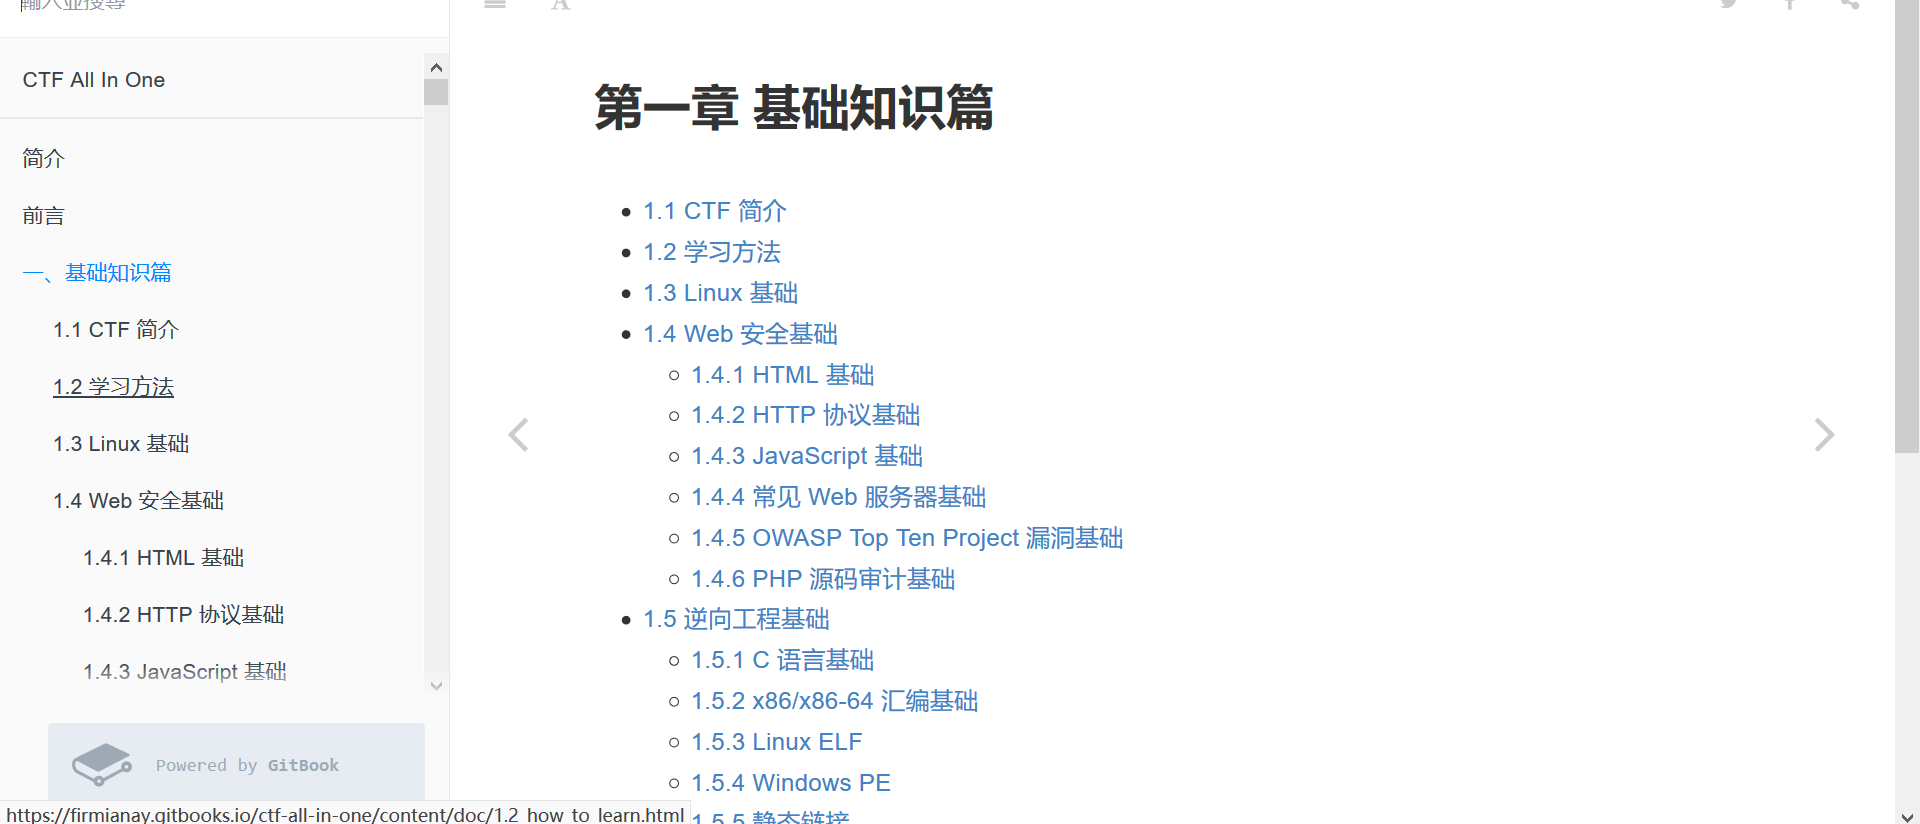 輸入並搜尋
CTF All In One
简介
前言
一、基础知识篇
1.1 CTF 简介
1.2 学习方法
1.3 Linux 基础
1.4 Web 安全基础
1.4.1 HTML 基础
1.4.2 HTTP 协议基础
1.4.3 JavaScript 基础
Powered by GitBook
https://firmianay.gitbooks.io/ctf-all-in-one/content/doc/1.2_how_to_learn.html
A
第一章 基础知识篇
1.1 CTF 简介
1.2 学习方法
1.3 Linux 基础
1.4 Web 安全基础
1.4.1 HTML 基础
1.4.2 HTTP 协议基础
1.4.3 JavaScript 基础
1.4.4 常见 Web 服务器基础
1.4.5 OWASP Top Ten Project 漏洞基础
1.4.6 PHP 源码审计基础
1.5 逆向工程基础
1.5.1 C 语言基础
1.5.2 x86/x86-64 汇编基础
1.5.3 Linux ELF
1.5.4 Windows PE
1.5.5 静态链接